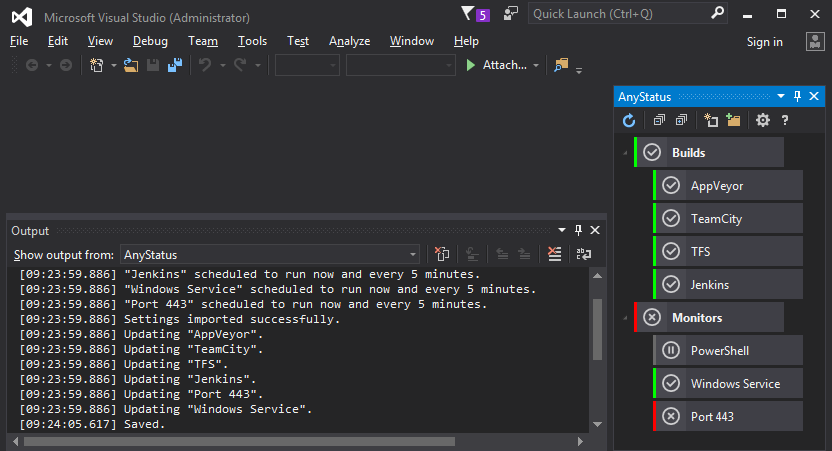 Microsoft Visual Studio (Administrator)
5
Quick Launch (Ctrl+Q)
File Edit View Debug Team Tools Test Analyze Window Help
Sign in
Attach...
AnyStatus
?
Builds
AppVeyor
TeamCity
TFS
Jenkins
Monitors
PowerShell
Windows Service
Port 443
Output
Show output from: AnyStatus
[09:23:59.886] "Jenkins" scheduled to run now and every 5 minutes.
[09:23:59.886] "Windows Service" scheduled to run now and every 5 minutes.
[09:23:59.886] "Port 443" scheduled to run now and every 5 minutes.
[09:23:59.886] Settings imported successfully.
[09:23:59.886] Updating "AppVeyor".
[09:23:59.886] Updating "TeamCity".
[09:23:59.886] Updating "TFS".
[09:23:59.886] Updating "Jenkins".
[09:23:59.886] Updating "Port 443".
[09:23:59.886] Updating "Windows Service".
[09:24:05.617] Saved.